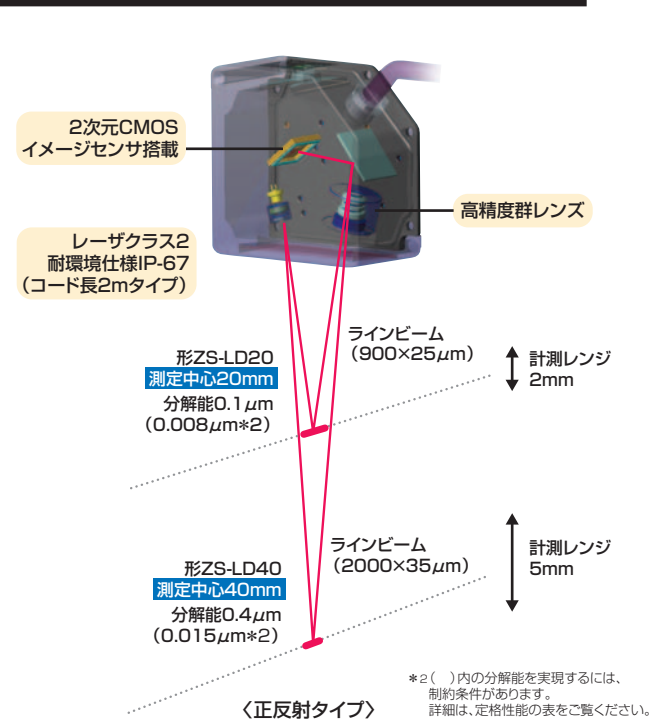 2次元CMOS
イメージセンサ搭載
高精度群レンズ
レーザクラス2
耐環境仕様IP-67
（コード長2mタイプ）
ラインビーム
（900×25μm）
形ZS-LD20
測定中心20mm
分解能0.1μm
（0.008μm*2）
計測レンジ
2mm
ラインビーム
（2000×35μm）
形ZS-LD40
測定中心40mm
分解能0.4μm
（0.015μm*2）
計測レンジ
5mm
〈正反射タイプ〉
*2（　）内の分解能を実現するには、
制約条件があります。
詳細は、定格性能の表をご覧ください。